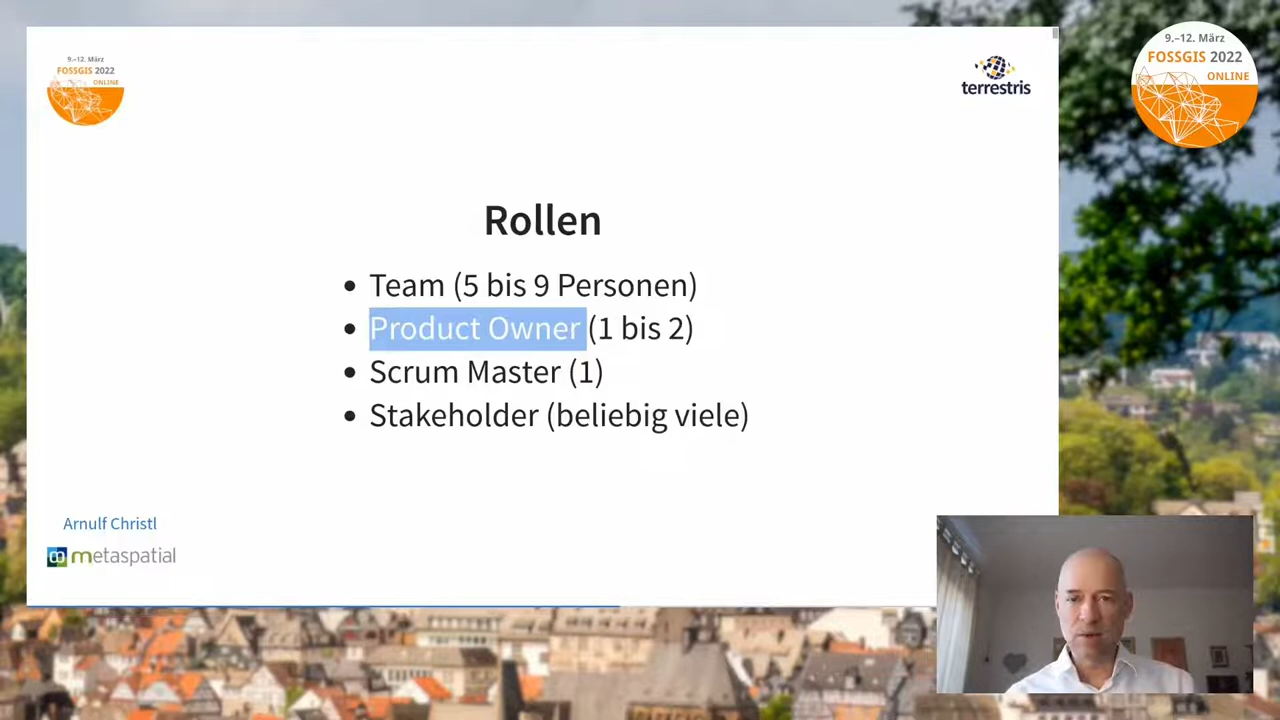 9.–12. März
FOSSGIS 2022
ONLINE
terrestris
9.–12. März
FOSSGIS 2022
ONLINE
Rollen
• Team (5 bis 9 Personen)
• Product Owner (1 bis 2)
• Scrum Master (1)
• Stakeholder (beliebig viele)
Arnulf Christl
metaspatial